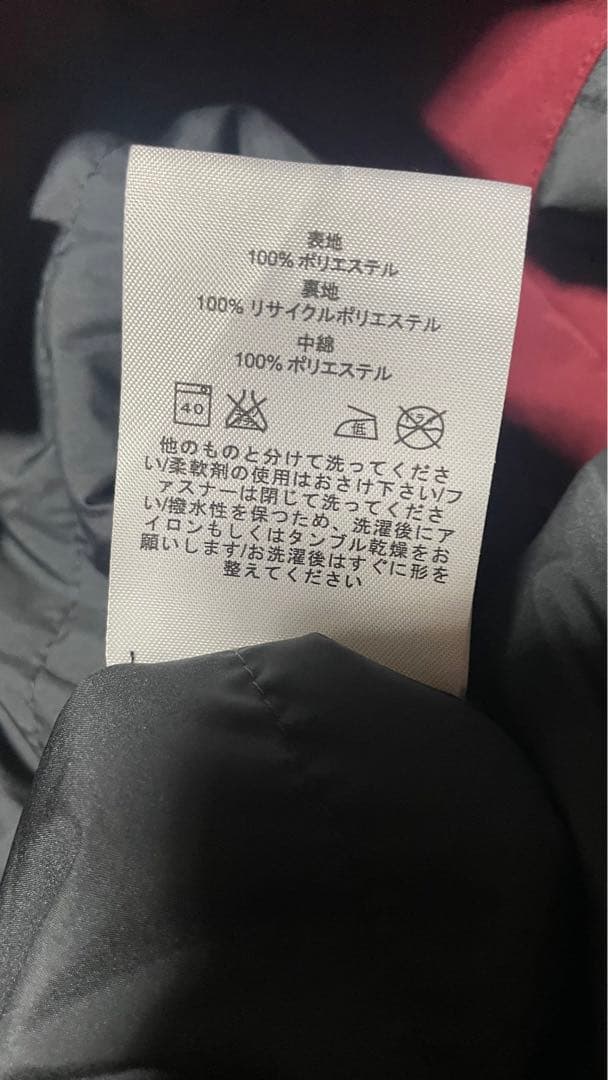 表地
100% ポリエステル
裏地
100% リサイクルポリエステル
中綿
100% ポリエステル
40 低 ドライ
他のものと分けて洗ってくださ
い/柔軟剤の使用はおさけ下さい/フ
ァスナーは閉じて洗ってくださ
い/撥水性を保つため、洗濯後にア
イロンもしくはタンブル乾燥をお
願いします/お洗濯後はすぐに形を
整えてください